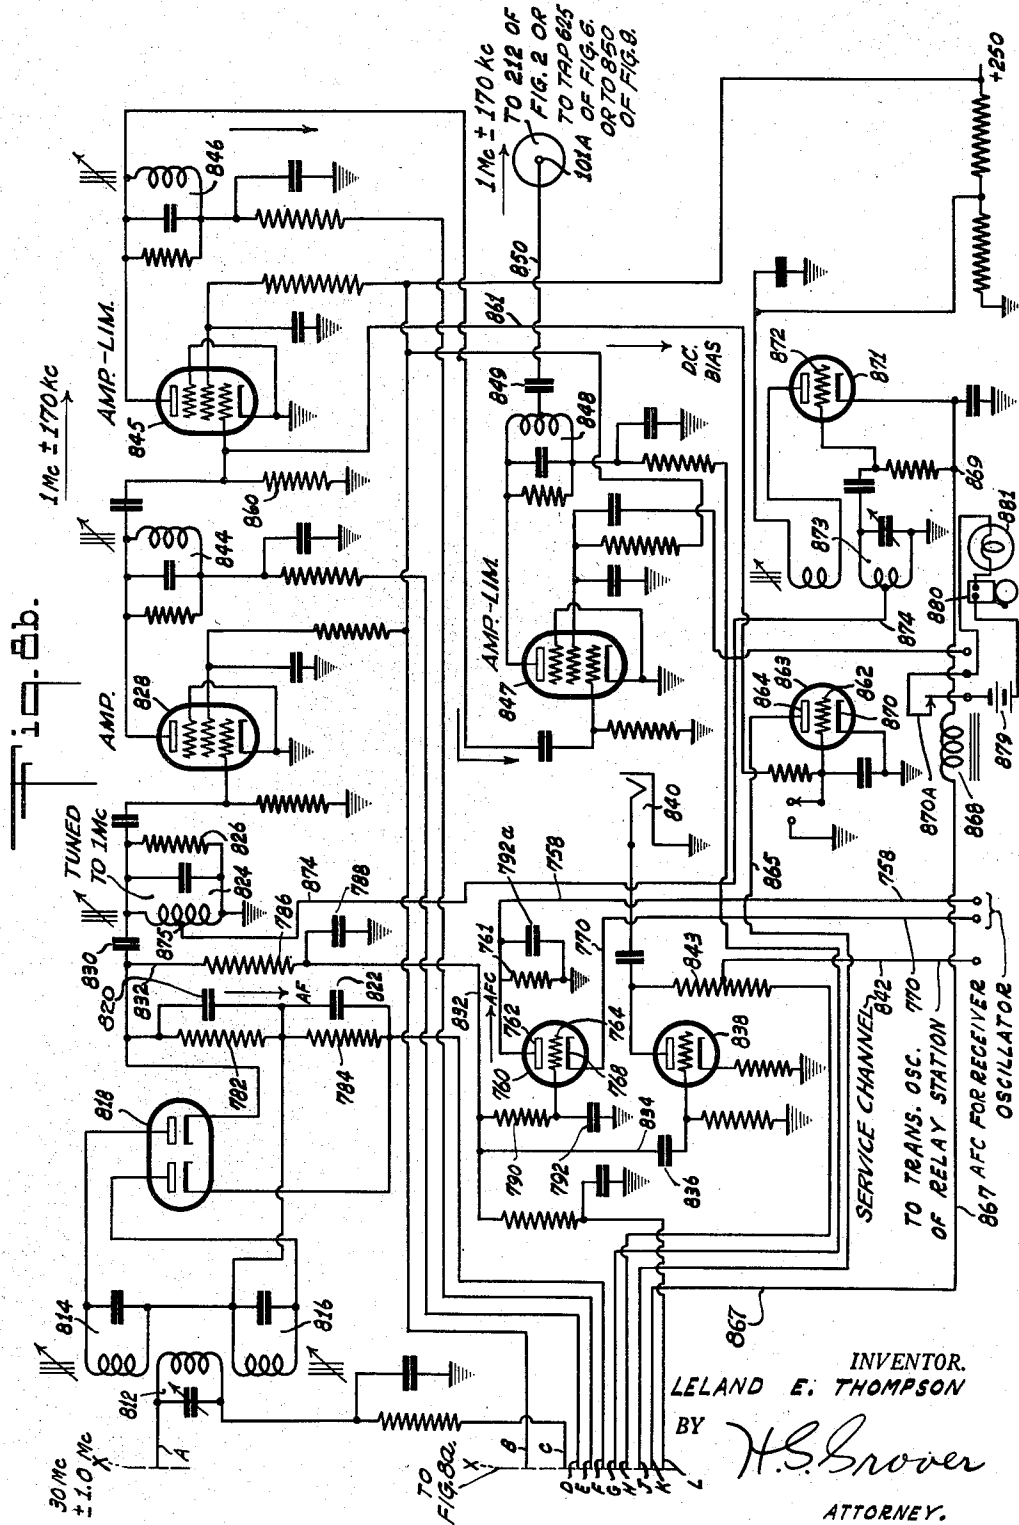 Fig. 8b.
30 Mc
± 1.0 Mc
X
A
812
814
816
818
820
832
830
TUNED
TO 1Mc
875
824
826
782
784
786
AF
822
788
874
AMP.
828
844
1Mc ± 170kc
860
AMP.-LIM.
845
846
1Mc ± 170 kc
TO 212 OF
FIG. 2 OR
TO TAP 625
OF FIG. 6.
OR TO 850
OF FIG. 9.
101A
850
861
849
848
D.C.
BIAS
AMP.-LIM.
847
840
792a
758
761
762
760
764
768
770
832
AFC
790
792
834
836
838
843
865
864
863
862
870
870A
868
879
880
881
869
873
874
872
871
+250
SERVICE CHANNEL
842
TO TRANS. OSC.
OF RELAY STATION
770
758
867
AFC FOR RECEIVER
OSCILLATOR
867
TO
FIG. 8a.
X
B
C
D
E
F
G
H
J
K
L
INVENTOR.
LELAND E. THOMPSON
BY
H.G. Grover
ATTORNEY.